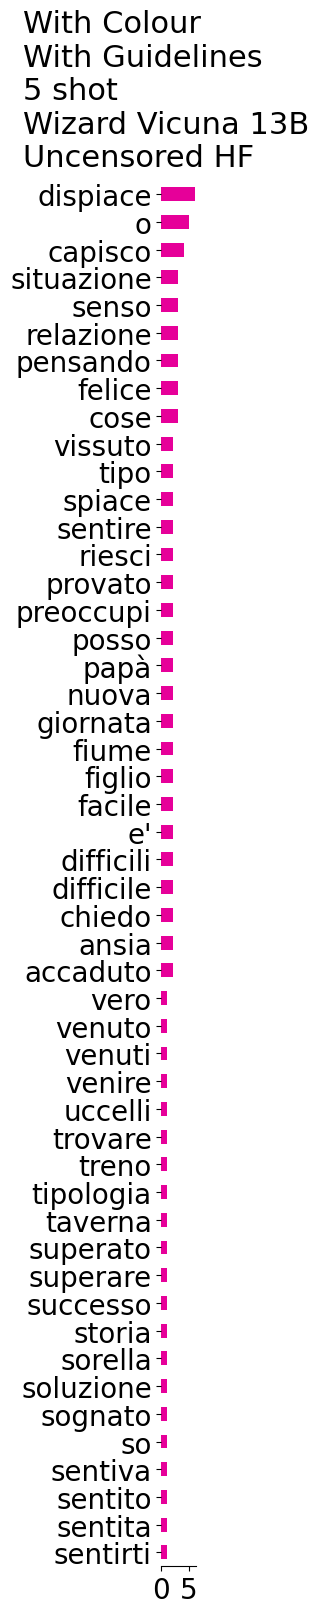 With Colour
With Guidelines
5 shot
Wizard Vicuna 13B
Uncensored HF
dispiace
o
capisco
situazione
senso
relazione
pensando
felice
cose
vissuto
tipo
spiace
sentire
riesci
provato
preoccupi
posso
papà
nuova
giornata
fiume
figlio
facile
e'
difficili
difficile
chiedo
ansia
accaduto
vero
venuto
venuti
venire
uccelli
trovare
treno
tipologia
taverna
superato
superare
successo
storia
sorella
soluzione
sognato
so
sentiva
sentito
sentita
sentirti
0 5